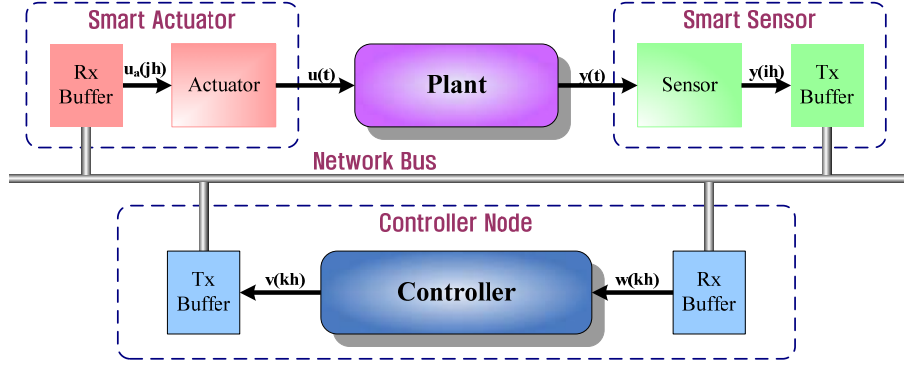 Smart Actuator
Smart Sensor
Rx
Buffer
u_a(jh)
Actuator
u(t)
Plant
y(t)
Sensor
y(ih)
Tx
Buffer
Network Bus
Controller Node
Tx
Buffer
v(kh)
Controller
w(kh)
Rx
Buffer